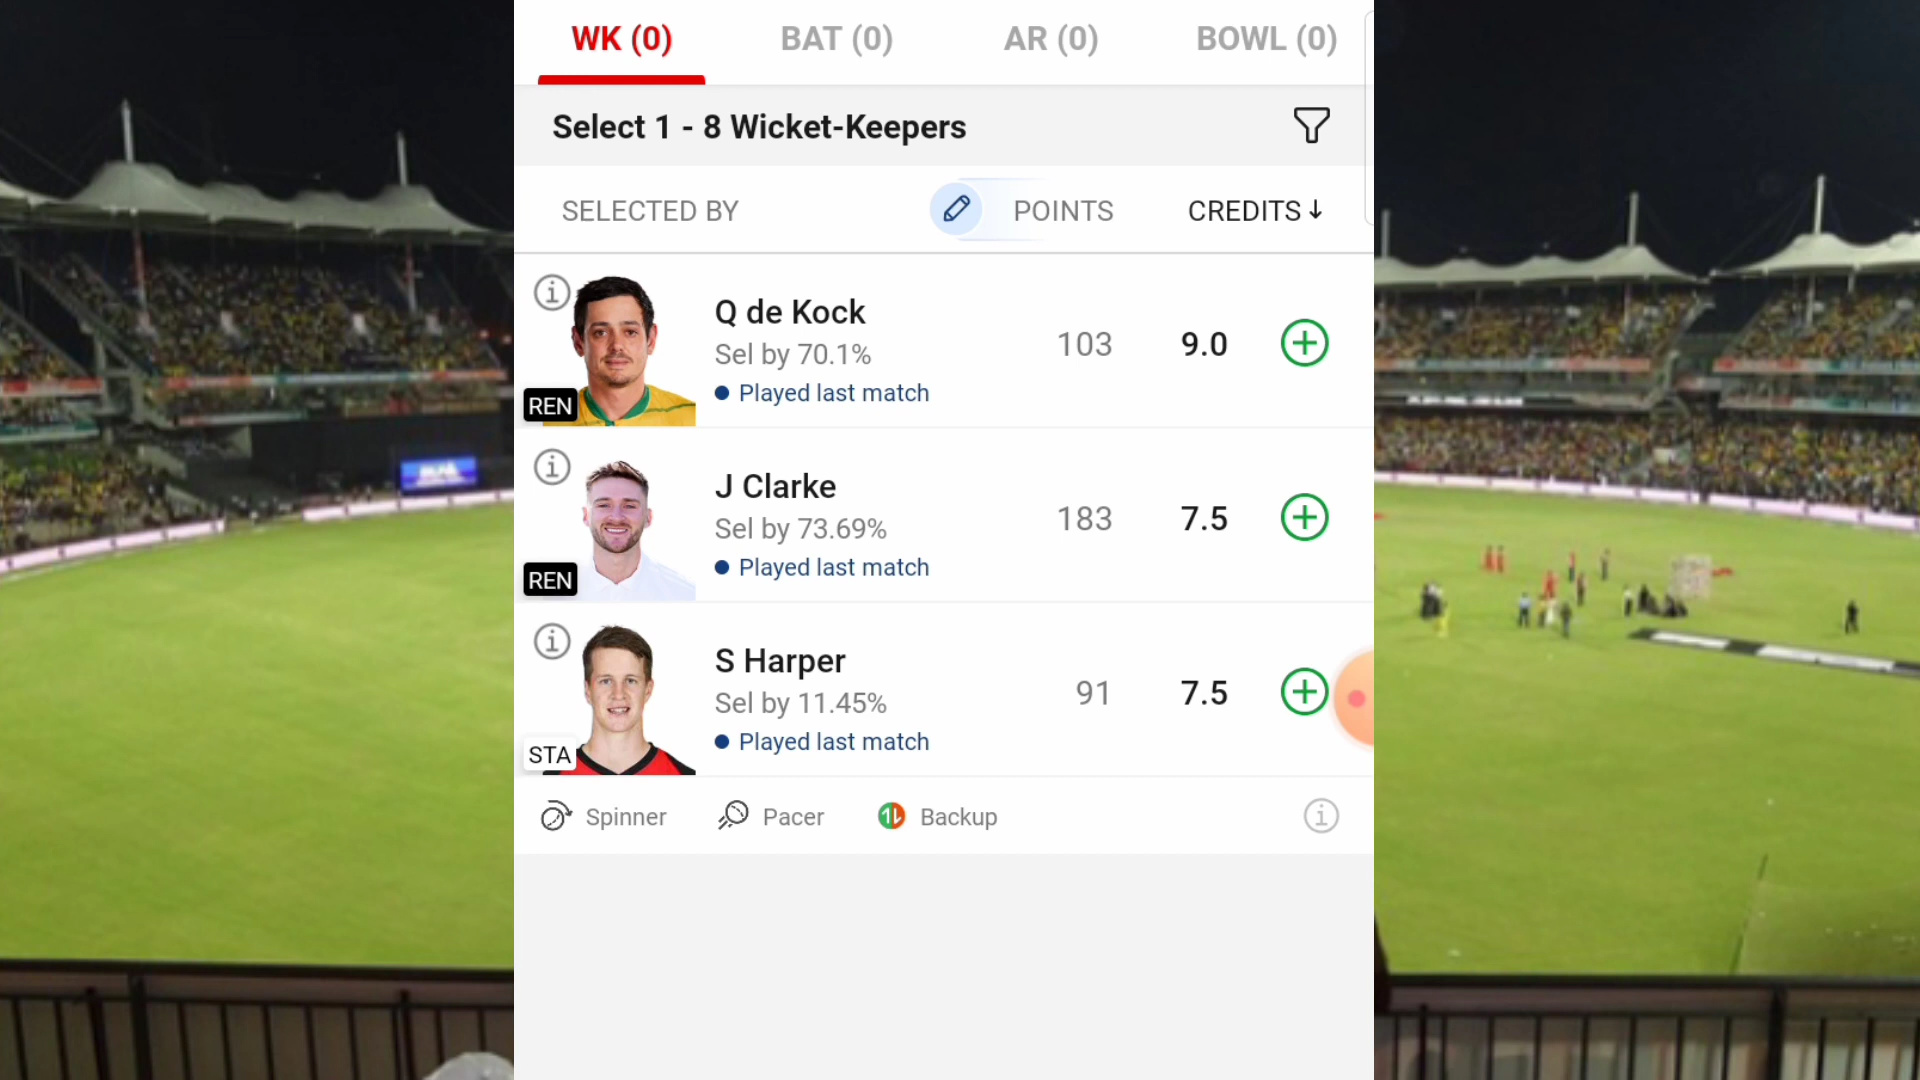 WK (0) BAT (0) AR (0) BOWL (0)
Select 1 - 8 Wicket-Keepers
SELECTED BY POINTS CREDITS↓
Q de Kock
Sel by 70.1%
Played last match
103 9.0
REN
J Clarke
Sel by 73.69%
Played last match
183 7.5
REN
S Harper
Sel by 11.45%
Played last match
91 7.5
STA
Spinner Pacer Backup